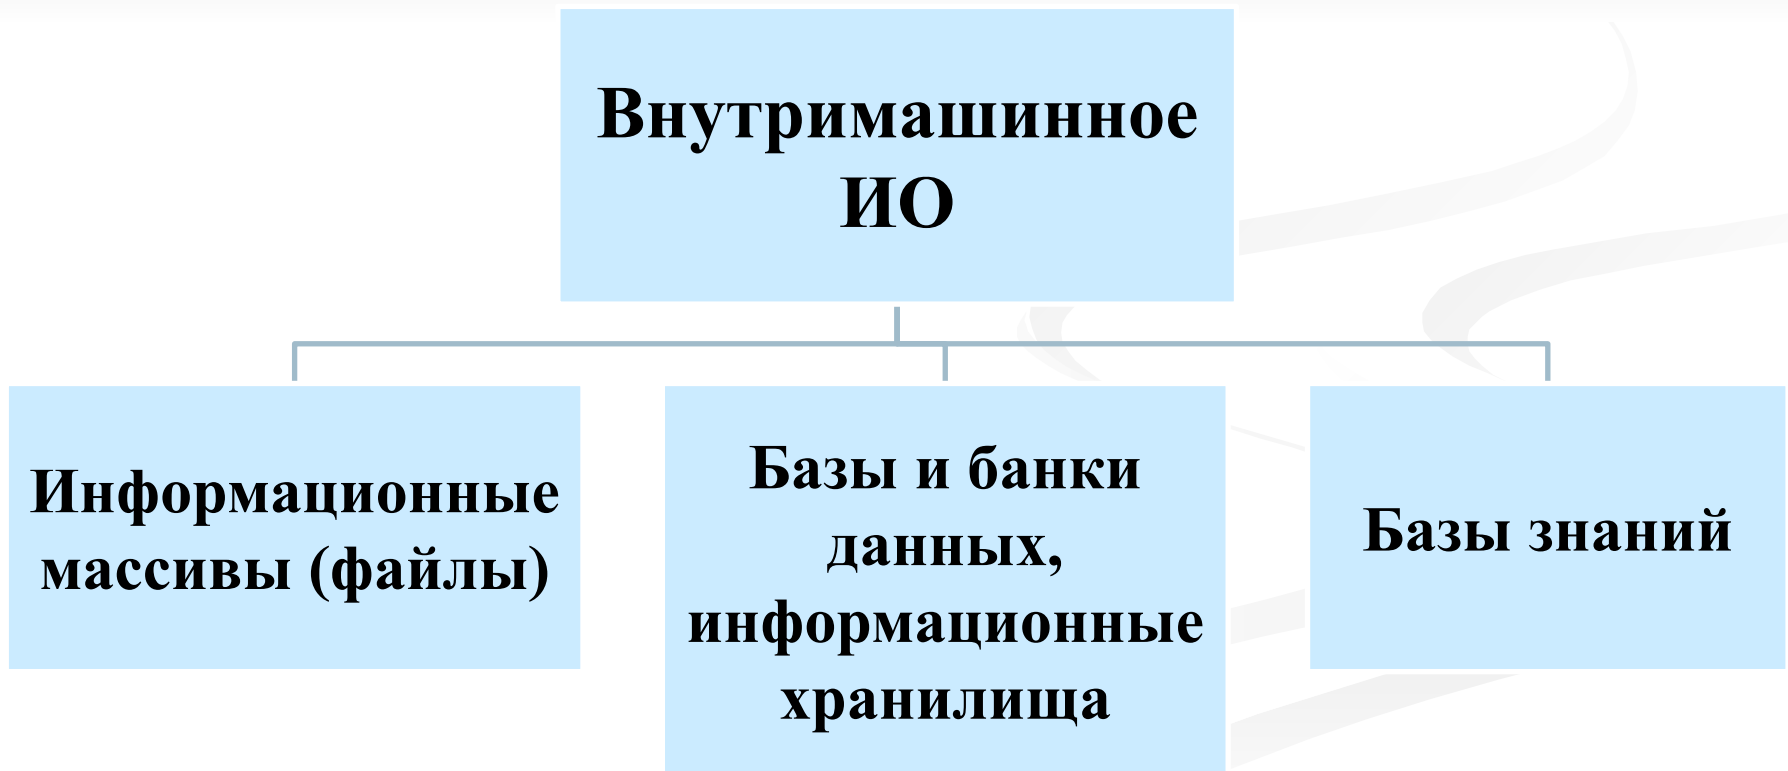 Внутримашинное
ИО
Информационные
массивы (файлы)
Базы и банки
данных,
информационные
хранилища
Базы знаний